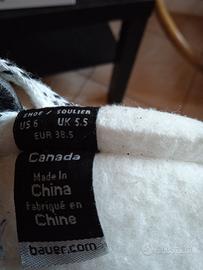 SHOE / SOULIER
US 6 UK 5.5
EUR 38.5
Canada
Made In
China
Fabriqué en
Chine
bauer.com